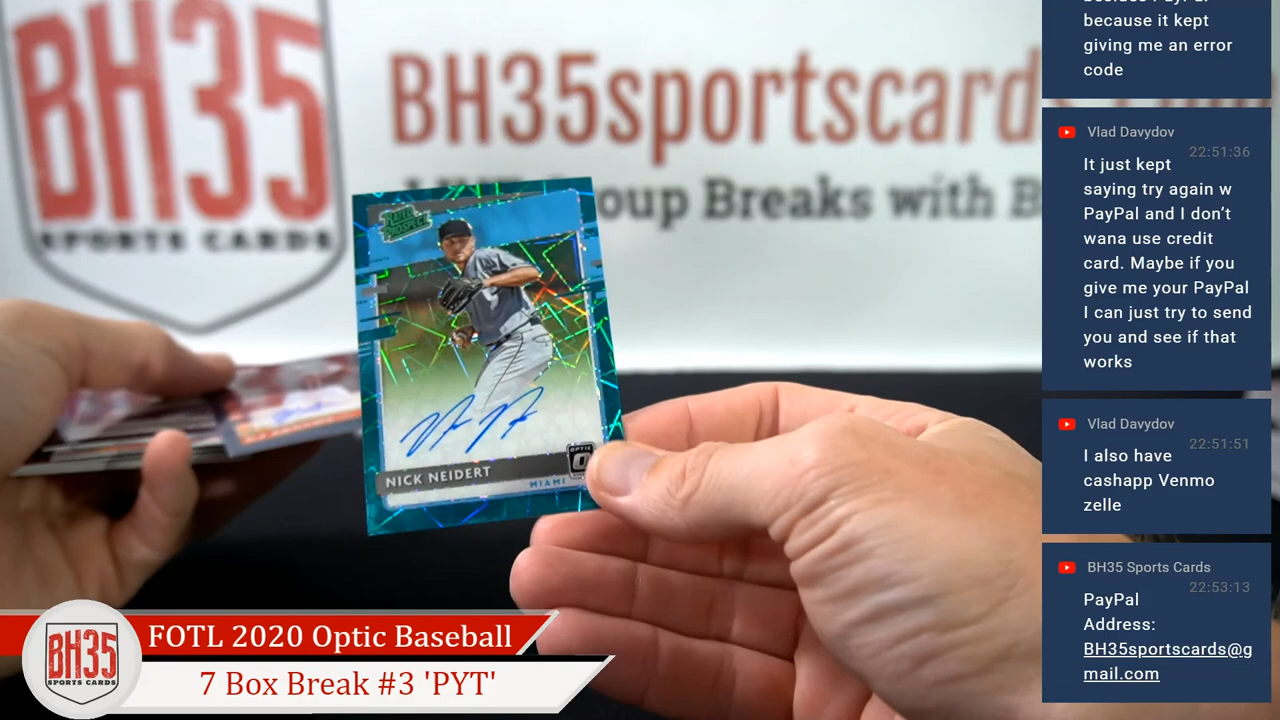 BH35
SPORTS CARDS
BH35sportscard
oup Breaks with B
RATED
PROSPECT
OPTIC
NICK NEIDERT
MIAMI
besides PayPal
because it kept
giving me an error
code
Vlad Davydov
22:51:36
It just kept
saying try again w
PayPal and I don’t
wana use credit
card. Maybe if you
give me your PayPal
I can just try to send
you and see if that
works
Vlad Davydov
22:51:51
I also have
cashapp Venmo
zelle
BH35 Sports Cards
22:53:13
PayPal
Address:
BH35sportscards@g
mail.com
BH35
SPORTS CARDS
FOTL 2020 Optic Baseball
7 Box Break #3 'PYT'